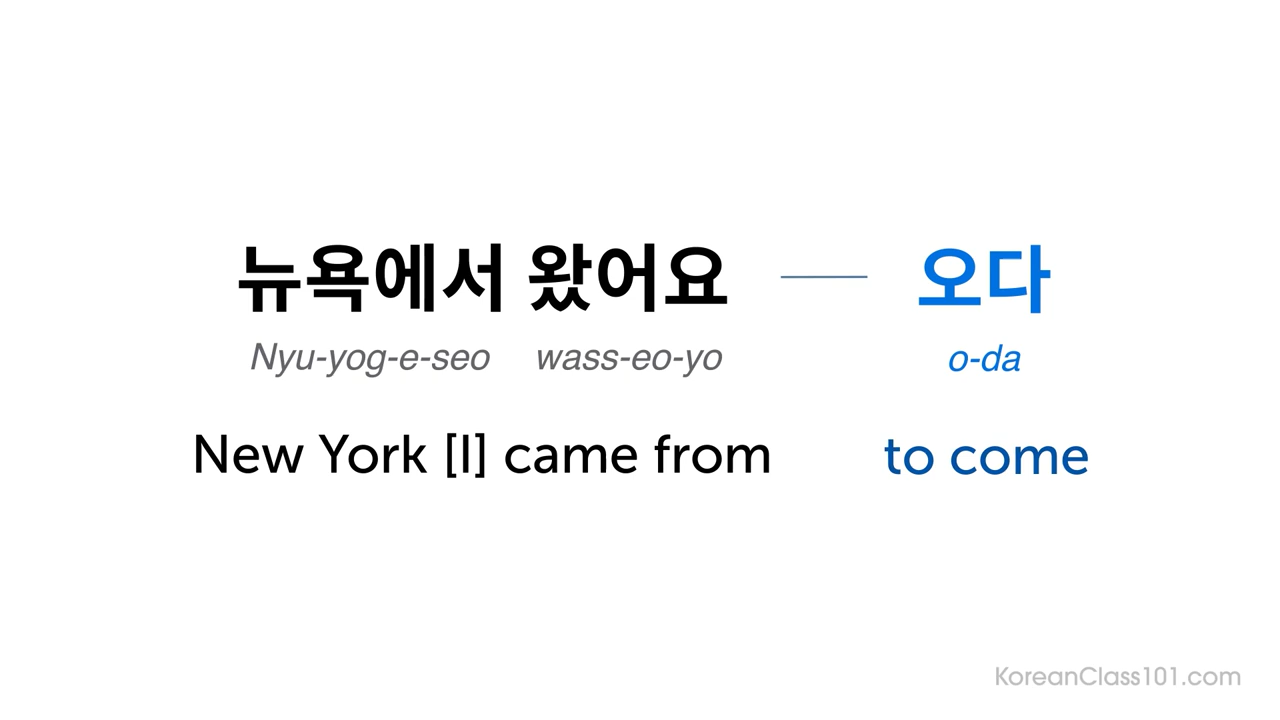 뉴욕에서 왔어요 오다
Nyu-yog-e-seo wass-eo-yo o-da
New York [I] came from to come
KoreanClass101.com